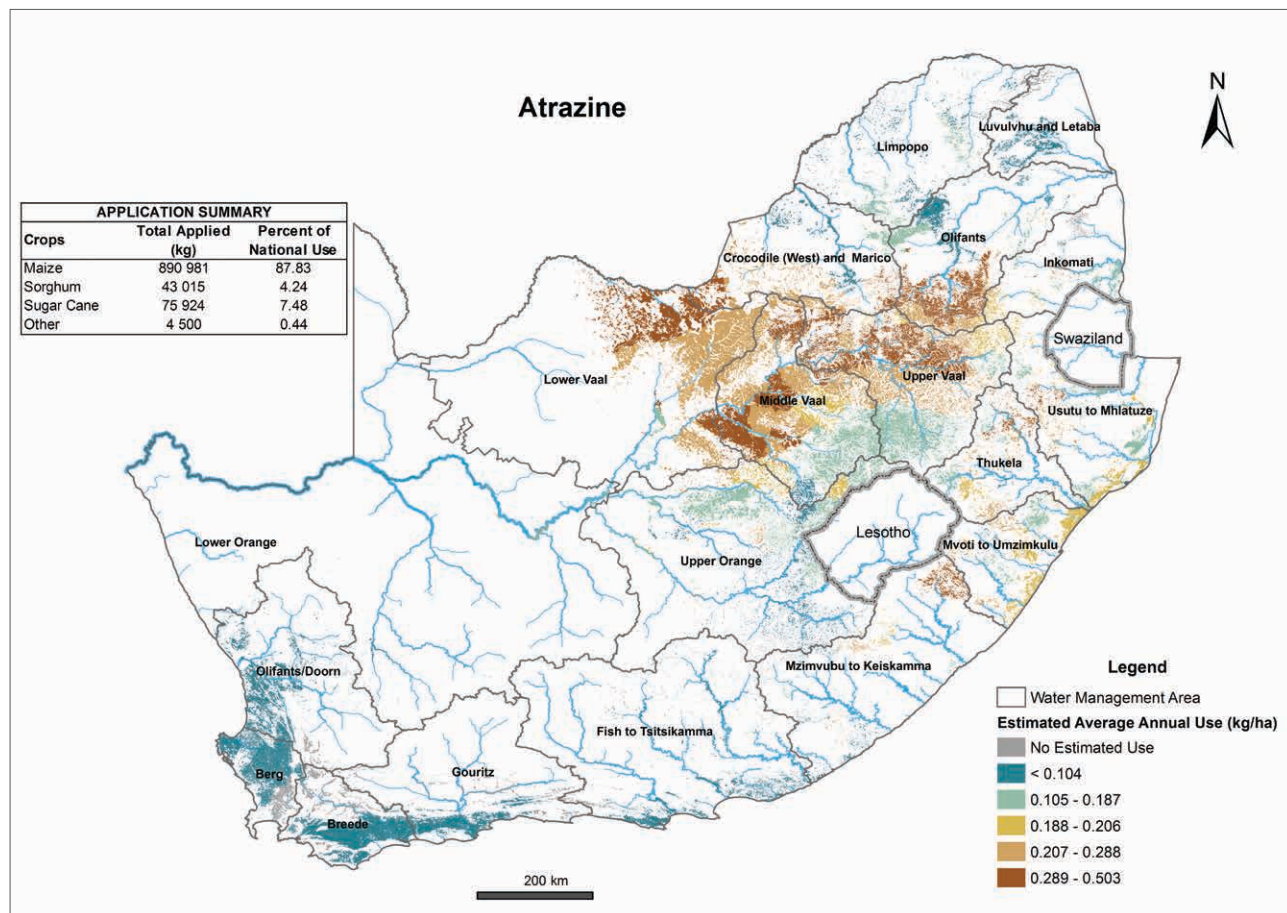 Atrazine
N
APPLICATION SUMMARY
Crops Total Applied (kg) Percent of National Use
Maize 890 981 87.83
Sorghum 43 015 4.24
Sugar Cane 75 924 7.48
Other 4 500 0.44
Luvulvhu and Letaba
Limpopo
Olifants
Crocodile (West) and Marico
Inkomati
Swaziland
Lower Vaal
Upper Vaal
Middle Vaal
Usutu to Mhlatuze
Thukela
Lesotho
Lower Orange
Mvoti to Umzimkulu
Upper Orange
Olifants/Doorn
Mzimvubu to Keiskamma
Fish to Tsitsikamma
Gouritz
Berg
Breede
Legend
Water Management Area
Estimated Average Annual Use (kg/ha)
No Estimated Use
< 0.104
0.105 - 0.187
0.188 - 0.206
0.207 - 0.288
0.289 - 0.503
200 km